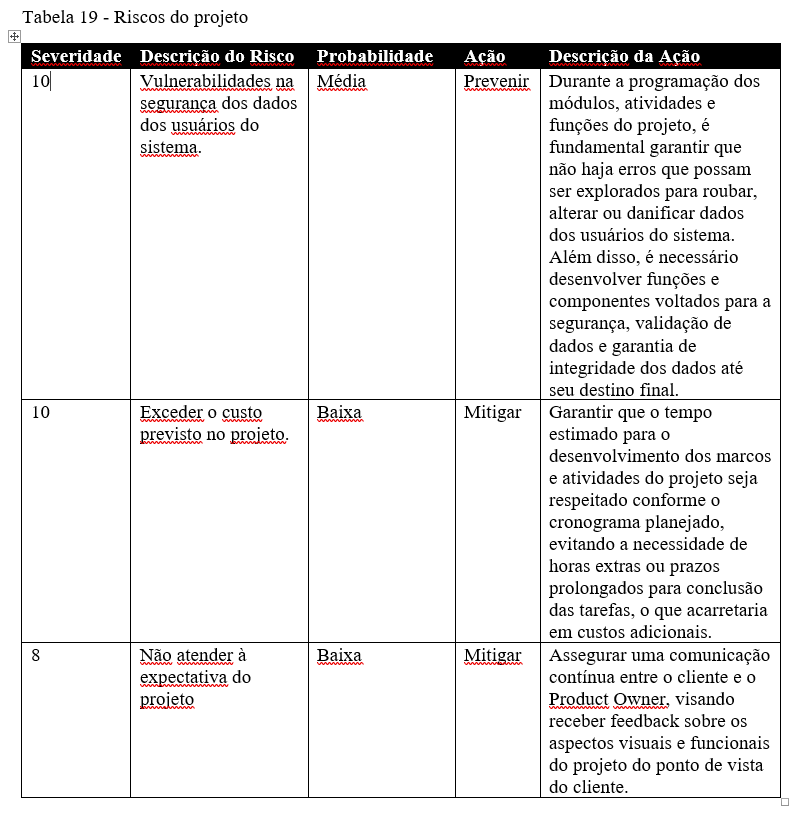 Tabela 19 - Riscos do projeto
Severidade Descrição do Risco Probabilidade Ação Descrição da Ação
10 Vulnerabilidades na Média Prevenir Durante a programação dos
segurança dos dados módulos, atividades e
dos usuários do funções do projeto, é
sistema. fundamental garantir que
não haja erros que possam
ser explorados para roubar,
alterar ou danificar dados
dos usuários do sistema.
Além disso, é necessário
desenvolver funções e
componentes voltados para a
segurança, validação de
dados e garantia de
integridade dos dados até
seu destino final.
10 Exceder o custo Baixa Mitigar Garantir que o tempo
previsto no projeto. estimado para o
desenvolvimento dos marcos
e atividades do projeto seja
respeitado conforme o
cronograma planejado,
evitando a necessidade de
horas extras ou prazos
prolongados para conclusão
das tarefas, o que acarretaria
em custos adicionais.
8 Não atender à Baixa Mitigar Assegurar uma comunicação
expectativa do contínua entre o cliente e o
projeto Product Owner, visando
receber feedback sobre os
aspectos visuais e funcionais
do projeto do ponto de vista
do cliente.